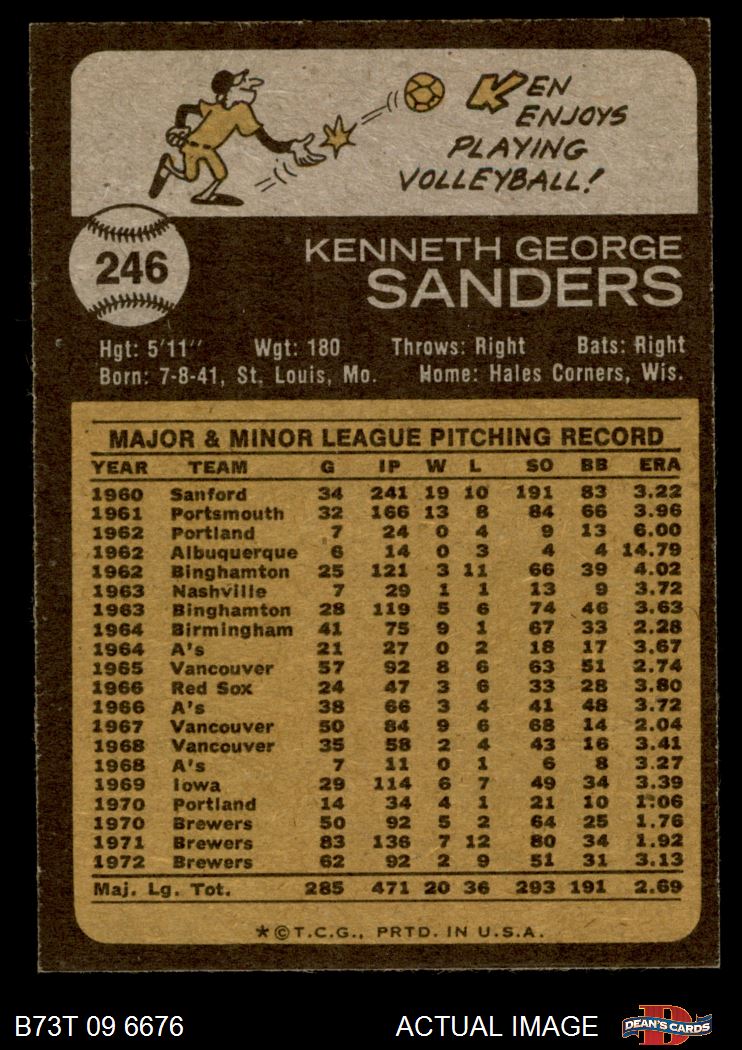 KEN
ENJOYS
PLAYING
VOLLEYBALL!
246
KENNETH GEORGE
SANDERS
Hgt: 5'11" Wgt: 180 Throws: Right Bats: Right
Born: 7-8-41, St. Louis, Mo. Home: Hales Corners, Wis.
MAJOR & MINOR LEAGUE PITCHING RECORD
YEAR TEAM G IP W L SO BB ERA
1960 Sanford 34 241 19 10 191 83 3.22
1961 Portsmouth 32 166 13 8 84 66 3.96
1962 Portland 7 24 0 4 9 13 6.00
1962 Albuquerque 6 14 0 3 4 4 14.79
1962 Binghamton 25 121 3 11 66 39 4.02
1963 Nashville 7 29 1 1 13 9 3.72
1963 Binghamton 28 119 5 6 74 46 3.63
1964 Birmingham 41 75 9 1 67 33 2.28
1964 A's 21 27 0 2 18 17 3.67
1965 Vancouver 57 92 8 6 63 51 2.74
1966 Red Sox 24 47 3 6 33 28 3.80
1966 A's 38 66 3 4 41 48 3.72
1967 Vancouver 50 84 9 6 68 14 2.04
1968 Vancouver 35 58 2 4 43 16 3.41
1968 A's 7 11 0 1 6 8 3.27
1969 Iowa 29 114 6 7 49 34 3.39
1970 Portland 14 34 4 1 21 10 1.06
1970 Brewers 50 92 5 2 64 25 1.76
1971 Brewers 83 136 7 12 80 34 1.92
1972 Brewers 62 92 2 9 51 31 3.13
Maj. Lg. Tot. 285 471 20 36 293 191 2.69
*©T.C.G., PRTD. IN U.S.A.
B73T 09 6676 ACTUAL IMAGE D DEAN'S CARDS